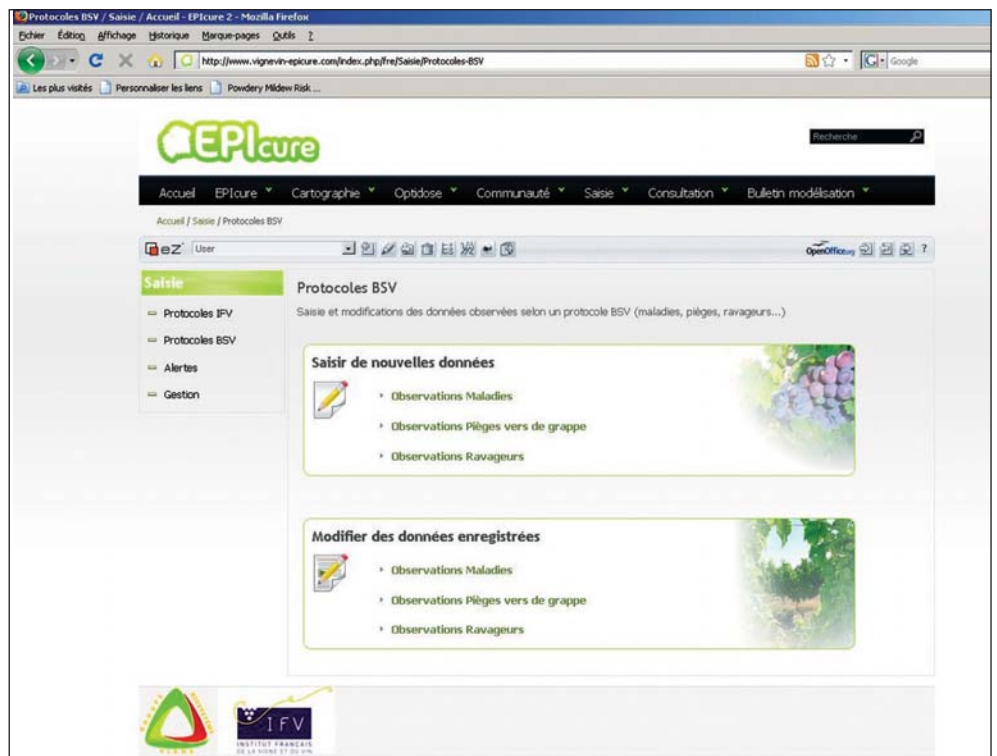 Protocoles BSV / Saisie / Accueil - EPIcure 2 - Mozilla Firefox
Fichier Édition Affichage Historique Marque-pages Outils ?
http://www.vignevin-epicure.com/index.php/fre/Saisie/Protocoles-BSV
G Google
Les plus visités Personnaliser les liens Powdery Mildew Risk ...
EPIcure
Recherche
Accueil EPIcure Cartographie Optidose Communauté Saisie Consultation Bulletin modélisation
Accueil / Saisie / Protocoles BSV
eZ User
OpenOffice.org ?
Saisie
Protocoles IFV
Protocoles BSV
Alertes
Gestion
Protocoles BSV
Saisie et modifications des données observées selon un protocole BSV (maladies, pièges, ravageurs...)
Saisir de nouvelles données
Observations Maladies
Observations Pièges vers de grappe
Observations Ravageurs
Modifier des données enregistrées
Observations Maladies
Observations Pièges vers de grappe
Observations Ravageurs
IFV
INSTITUT FRANÇAIS
DE LA VIGNE ET DU VIN